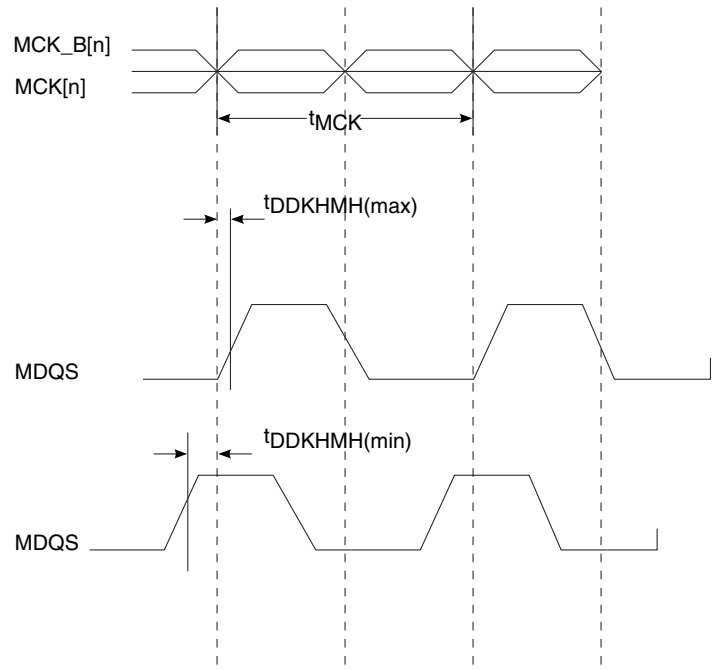 MCK_B[n]
MCK[n]
tMCK
tDDKHMH(max)
MDQS
tDDKHMH(min)
MDQS